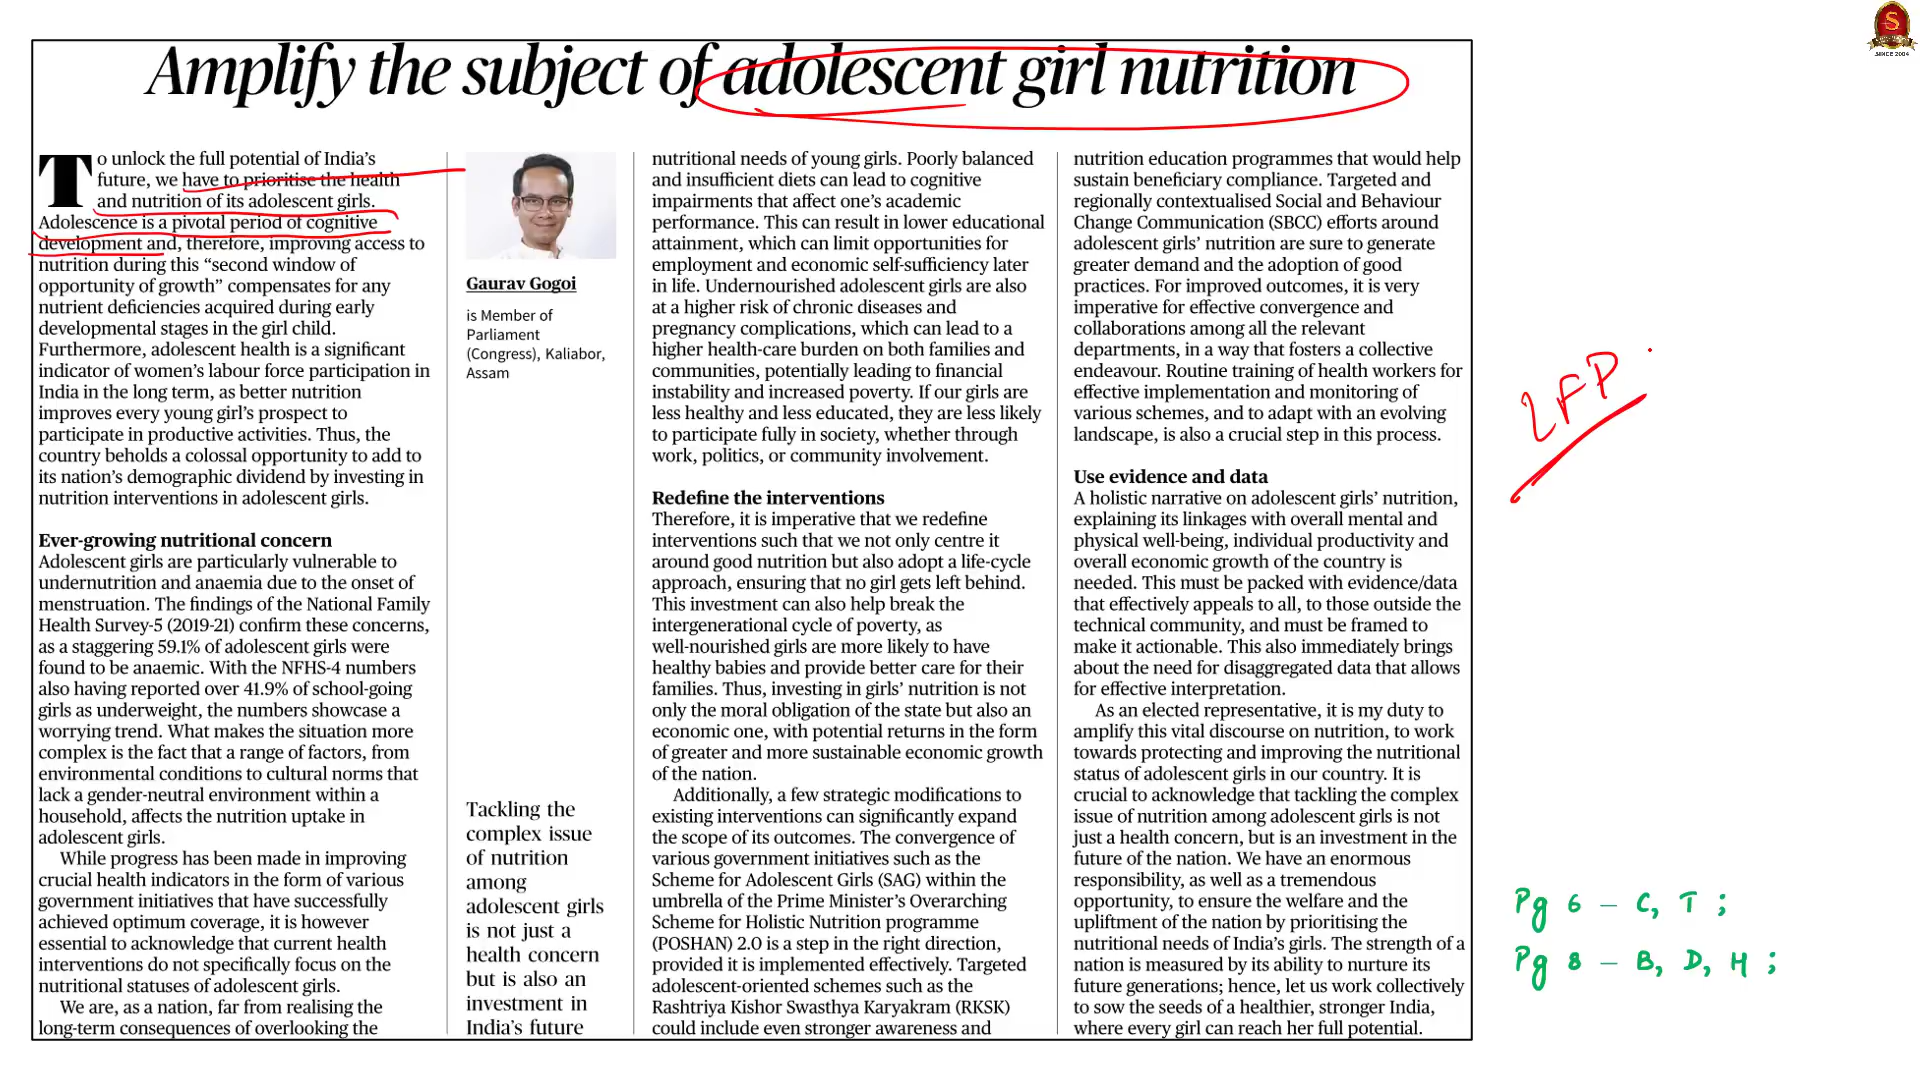 SINCE 2004
Amplify the subject of adolescent girl nutrition
To unlock the full potential of India’s
future, we have to prioritise the health
and nutrition of its adolescent girls.
Adolescence is a pivotal period of cognitive
development and, therefore, improving access to
nutrition during this “second window of
opportunity of growth” compensates for any
nutrient deficiencies acquired during early
developmental stages in the girl child.
Furthermore, adolescent health is a significant
indicator of women’s labour force participation in
India in the long term, as better nutrition
improves every young girl’s prospect to
participate in productive activities. Thus, the
country beholds a colossal opportunity to add to
its nation’s demographic dividend by investing in
nutrition interventions in adolescent girls.
Ever-growing nutritional concern
Adolescent girls are particularly vulnerable to
undernutrition and anaemia due to the onset of
menstruation. The findings of the National Family
Health Survey-5 (2019-21) confirm these concerns,
as a staggering 59.1% of adolescent girls were
found to be anaemic. With the NFHS-4 numbers
also having reported over 41.9% of school-going
girls as underweight, the numbers showcase a
worrying trend. What makes the situation more
complex is the fact that a range of factors, from
environmental conditions to cultural norms that
lack a gender-neutral environment within a
household, affects the nutrition uptake in
adolescent girls.
While progress has been made in improving
crucial health indicators in the form of various
government initiatives that have successfully
achieved optimum coverage, it is however
essential to acknowledge that current health
interventions do not specifically focus on the
nutritional statuses of adolescent girls.
We are, as a nation, far from realising the
long-term consequences of overlooking the
Gaurav Gogoi
is Member of
Parliament
(Congress), Kaliabor,
Assam
Tackling the
complex issue
of nutrition
among
adolescent girls
is not just a
health concern
but is also an
investment in
India’s future
nutritional needs of young girls. Poorly balanced
and insufficient diets can lead to cognitive
impairments that affect one’s academic
performance. This can result in lower educational
attainment, which can limit opportunities for
employment and economic self-sufficiency later
in life. Undernourished adolescent girls are also
at a higher risk of chronic diseases and
pregnancy complications, which can lead to a
higher health-care burden on both families and
communities, potentially leading to financial
instability and increased poverty. If our girls are
less healthy and less educated, they are less likely
to participate fully in society, whether through
work, politics, or community involvement.
Redefine the interventions
Therefore, it is imperative that we redefine
interventions such that we not only centre it
around good nutrition but also adopt a life-cycle
approach, ensuring that no girl gets left behind.
This investment can also help break the
intergenerational cycle of poverty, as
well-nourished girls are more likely to have
healthy babies and provide better care for their
families. Thus, investing in girls’ nutrition is not
only the moral obligation of the state but also an
economic one, with potential returns in the form
of greater and more sustainable economic growth
of the nation.
Additionally, a few strategic modifications to
existing interventions can significantly expand
the scope of its outcomes. The convergence of
various government initiatives such as the
Scheme for Adolescent Girls (SAG) within the
umbrella of the Prime Minister’s Overarching
Scheme for Holistic Nutrition programme
(POSHAN) 2.0 is a step in the right direction,
provided it is implemented effectively. Targeted
adolescent-oriented schemes such as the
Rashtriya Kishor Swasthya Karyakram (RKSK)
could include even stronger awareness and
nutrition education programmes that would help
sustain beneficiary compliance. Targeted and
regionally contextualised Social and Behaviour
Change Communication (SBCC) efforts around
adolescent girls’ nutrition are sure to generate
greater demand and the adoption of good
practices. For improved outcomes, it is very
imperative for effective convergence and
collaborations among all the relevant
departments, in a way that fosters a collective
endeavour. Routine training of health workers for
effective implementation and monitoring of
various schemes, and to adapt with an evolving
landscape, is also a crucial step in this process.
Use evidence and data
A holistic narrative on adolescent girls’ nutrition,
explaining its linkages with overall mental and
physical well-being, individual productivity and
overall economic growth of the country is
needed. This must be packed with evidence/data
that effectively appeals to all, to those outside the
technical community, and must be framed to
make it actionable. This also immediately brings
about the need for disaggregated data that allows
for effective interpretation.
As an elected representative, it is my duty to
amplify this vital discourse on nutrition, to work
towards protecting and improving the nutritional
status of adolescent girls in our country. It is
crucial to acknowledge that tackling the complex
issue of nutrition among adolescent girls is not
just a health concern, but is an investment in the
future of the nation. We have an enormous
responsibility, as well as a tremendous
opportunity, to ensure the welfare and the
upliftment of the nation by prioritising the
nutritional needs of India’s girls. The strength of a
nation is measured by its ability to nurture its
future generations; hence, let us work collectively
to sow the seeds of a healthier, stronger India,
where every girl can reach her full potential.
LFP
Pg 6 – C, T ;
Pg 8 – B, D, H ;